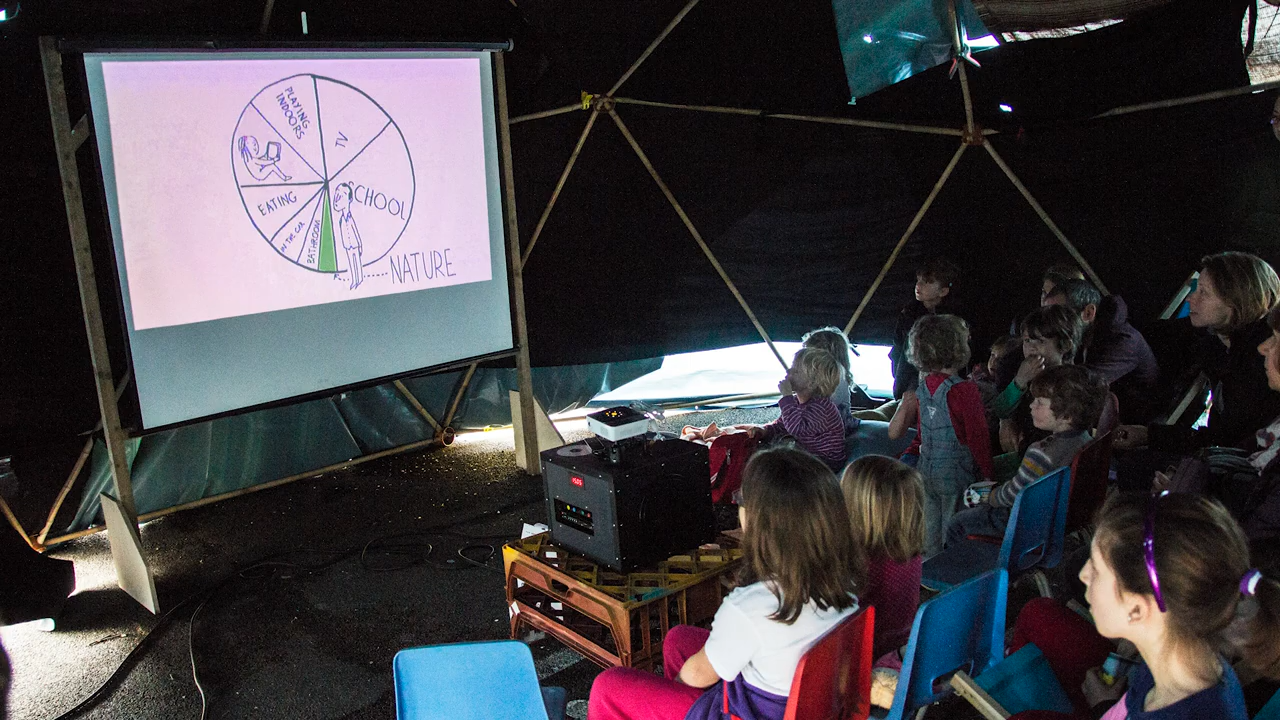 PLAYING
INDOORS
TV
SCHOOL
EATING
IN THE CAR
BATHROOM
NATURE